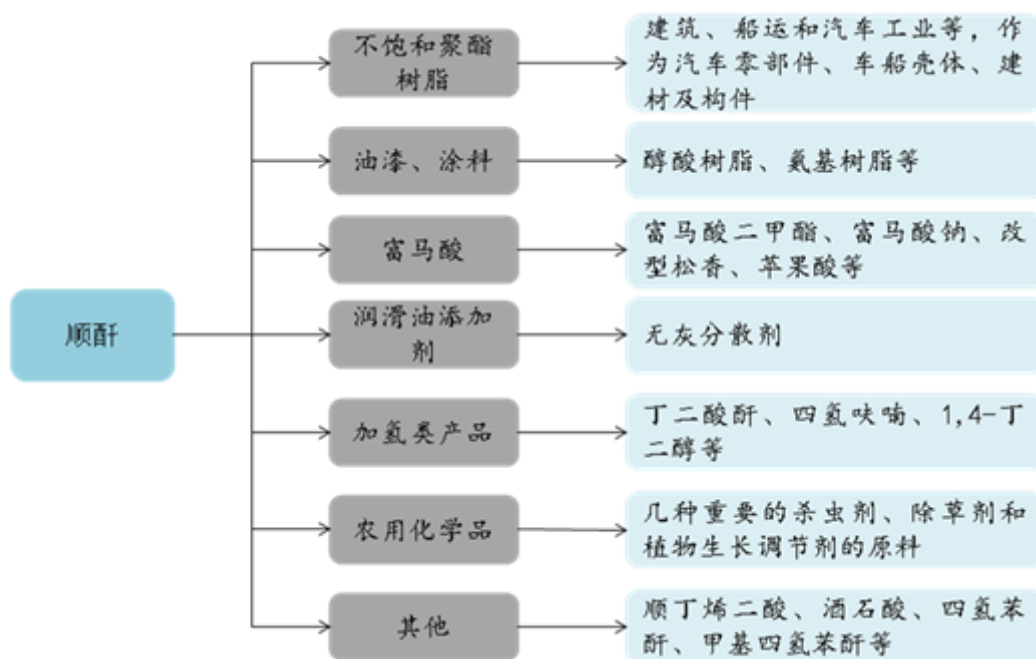 不饱和聚酯
树脂
建筑、船运和汽车工业等，作
为汽车零部件、车船壳体、建
材及构件
油漆、涂料
醇酸树脂、氨基树脂等
富马酸
富马酸二甲酯、富马酸钠、改
型松香、苹果酸等
顺酐
润滑油添加
剂
无灰分散剂
加氢类产品
丁二酸酐、四氢呋喃、1,4-丁
二醇等
农用化学品
几种重要的杀虫剂、除草剂和
植物生长调节剂的原料
其他
顺丁烯二酸、酒石酸、四氢苯
酐、甲基四氢苯酐等